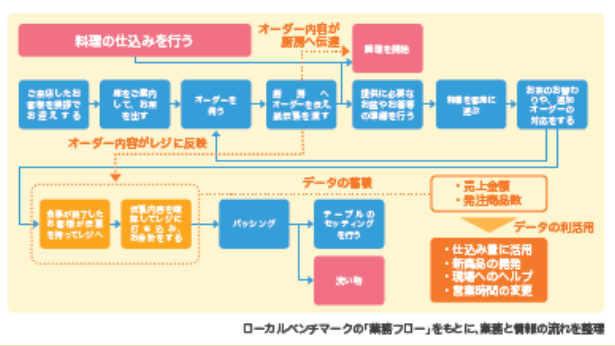 料理の仕込みを行う
オーダー内容が
厨房へ伝達
調理を開始
ご来店したお
客様を挨拶で
お迎えする
席をご案内
して、お茶
を出す
オーダーを
伺う
厨房へ
オーダーを伝え、
紙伝票を渡す
提供に必要な
お盆やお箸等
の準備を行う
料理を客席に
運ぶ
お茶のお替わ
りや、追加
オーダーの
対応をする
オーダー内容がレジに反映
データの蓄積
・売上金額
・発注商品数
食事が終了した
お客様が伝票
を持ってレジへ
伝票内容を確
認してレジに
打ち込み、
お会計をする
バッシング
テーブルの
セッティング
を行う
洗い物
データの利活用
・仕込み量に活用
・新商品の開発
・現場へのヘルプ
・営業時間の変更
ローカルベンチマークの「業務フロー」をもとに、業務と情報の流れを整理